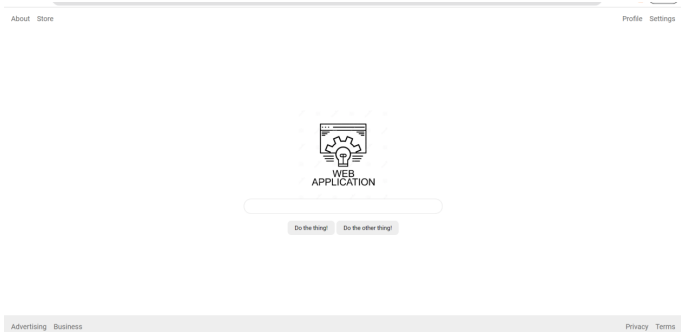 About Store Profile Settings
WEB
APPLICATION
Do the thing! Do the other thing!
Advertising Business Privacy Terms